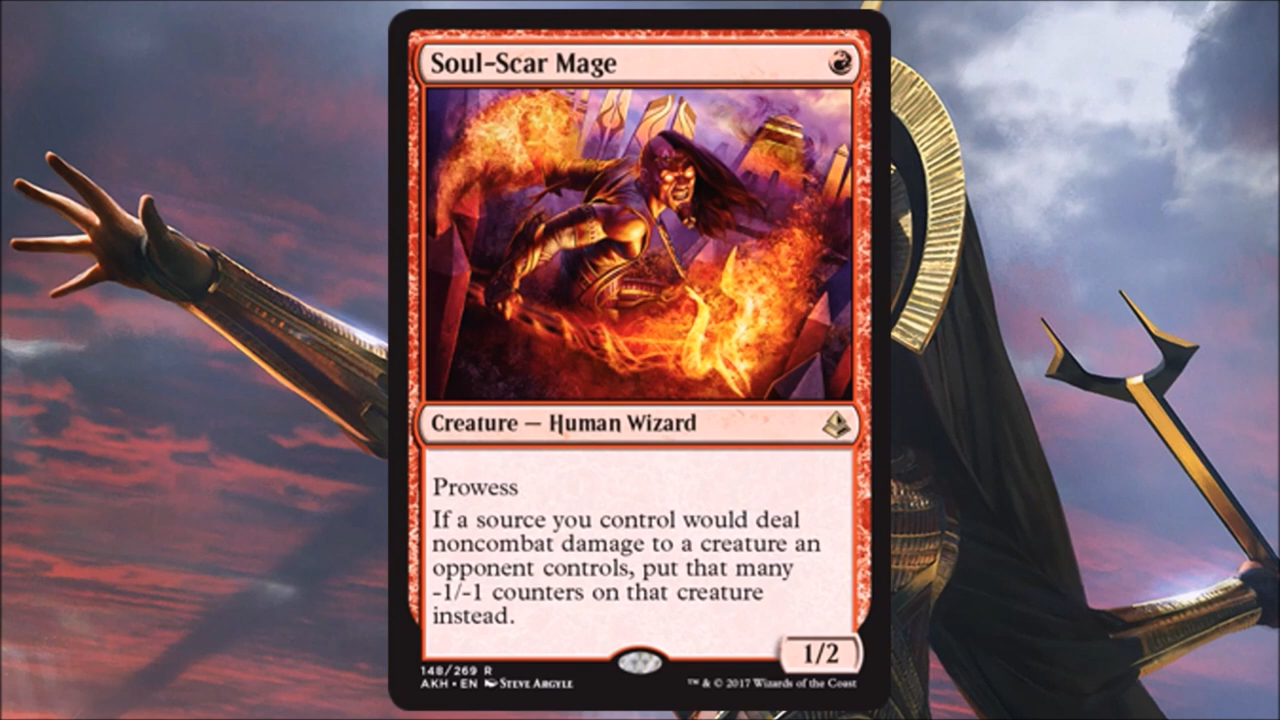 Soul-Scar Mage
Creature — Human Wizard
Prowess
If a source you control would deal
noncombat damage to a creature an
opponent controls, put that many
-1/-1 counters on that creature
instead.
1/2
148/269 R
AKH • EN Steve Argyle
™ & © 2017 Wizards of the Coast